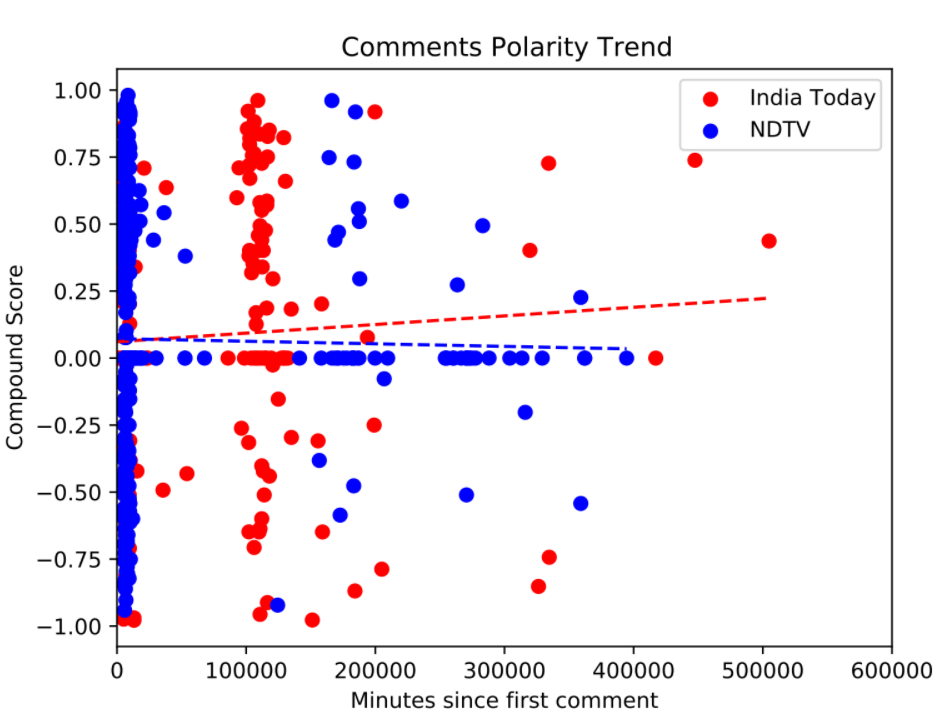 Comments Polarity Trend
India Today
NDTV
Compound Score
1.00
0.75
0.50
0.25
0.00
−0.25
−0.50
−0.75
−1.00
0 100000 200000 300000 400000 500000 600000
Minutes since first comment